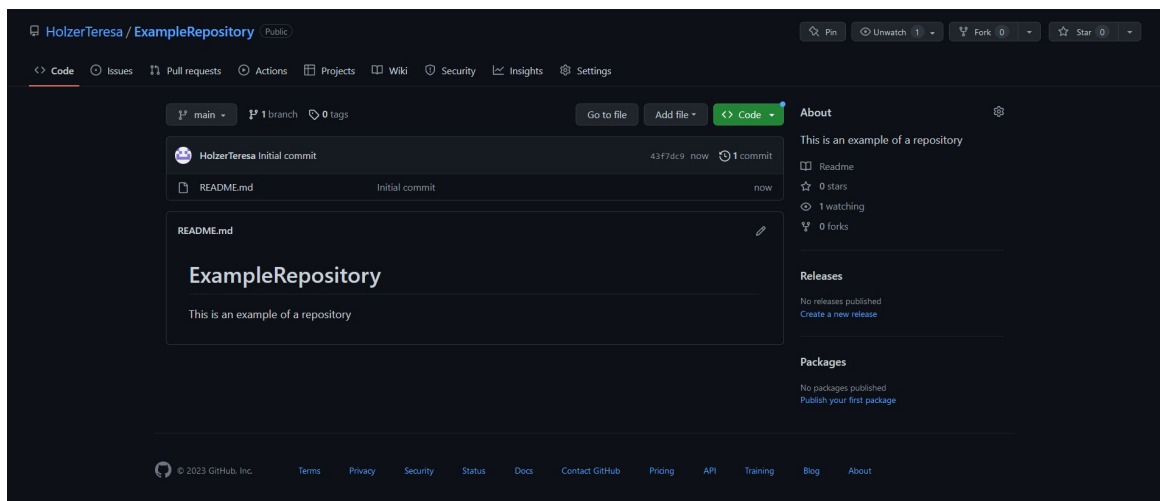 HolzerTeresa / ExampleRepository Public
Pin Unwatch 1 Fork 0 Star 0
Code Issues Pull requests Actions Projects Wiki Security Insights Settings
main 1 branch 0 tags Go to file Add file Code
HolzerTeresa Initial commit 43f7dc9 now 1 commit
README.md Initial commit now
README.md
ExampleRepository
This is an example of a repository
About
This is an example of a repository
Readme
0 stars
1 watching
0 forks
Releases
No releases published
Create a new release
Packages
No packages published
Publish your first package
© 2023 GitHub, Inc. Terms Privacy Security Status Docs Contact GitHub Pricing API Training Blog About